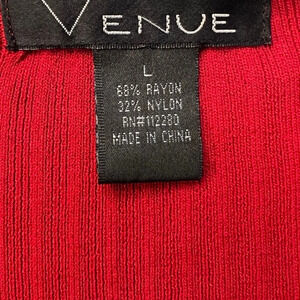 VENUE
L
68% RAYON
32% NYLON
RN#112280
MADE IN CHINA